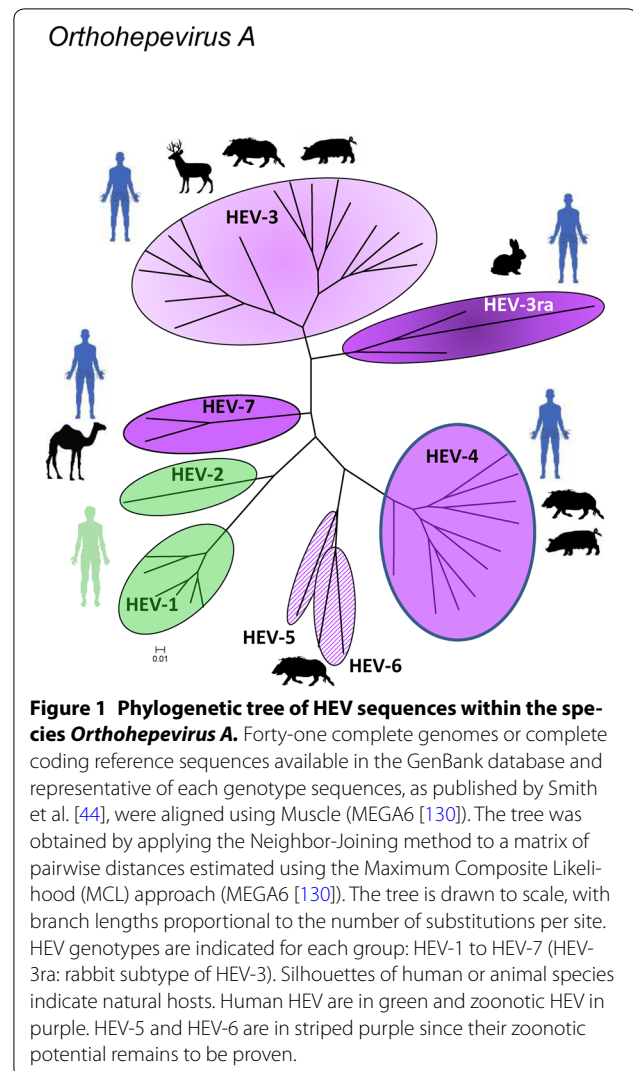 Orthohepevirus A
HEV-3
HEV-3ra
HEV-7
HEV-4
HEV-2
HEV-1
HEV-5
HEV-6
0.01
Figure 1 Phylogenetic tree of HEV sequences within the spe-
cies Orthohepevirus A. Forty-one complete genomes or complete
coding reference sequences available in the GenBank database and
representative of each genotype sequences, as published by Smith
et al. [44], were aligned using Muscle (MEGA6 [130]). The tree was
obtained by applying the Neighbor-Joining method to a matrix of
pairwise distances estimated using the Maximum Composite Likeli-
hood (MCL) approach (MEGA6 [130]). The tree is drawn to scale, with
branch lengths proportional to the number of substitutions per site.
HEV genotypes are indicated for each group: HEV-1 to HEV-7 (HEV-
3ra: rabbit subtype of HEV-3). Silhouettes of human or animal species
indicate natural hosts. Human HEV are in green and zoonotic HEV in
purple. HEV-5 and HEV-6 are in striped purple since their zoonotic
potential remains to be proven.